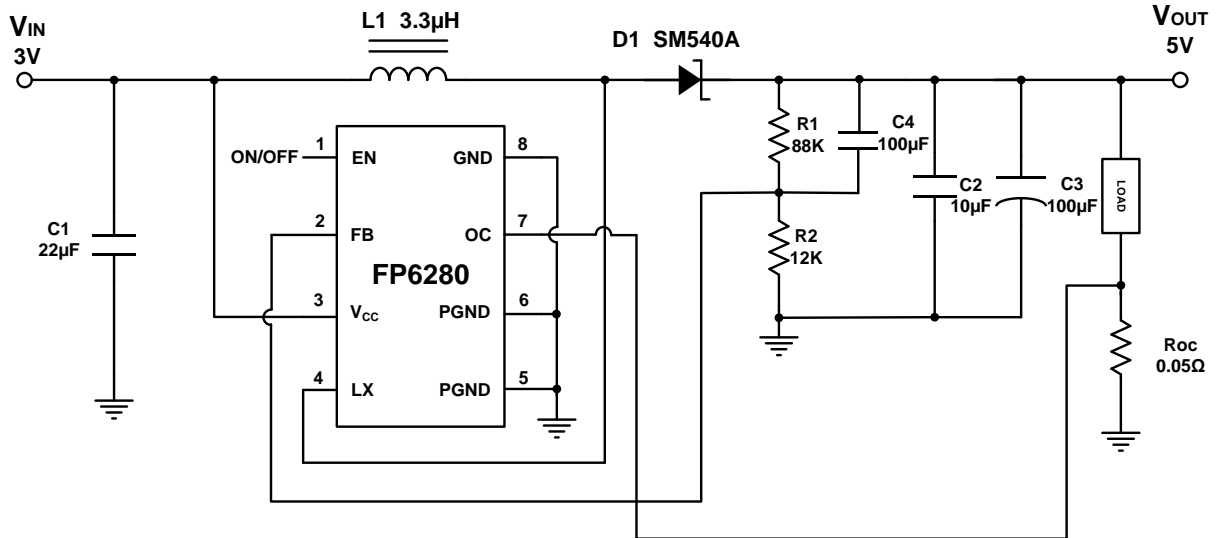 VIN
3V
L1 3.3µH
D1 SM540A
VOUT
5V
C1
22µF
ON/OFF
1
EN
2
FB
3
VCC
4
LX
FP6280
8
GND
7
OC
6
PGND
5
PGND
R1
88K
C4
100µF
R2
12K
C2
10µF
C3
100µF
LOAD
Roc
0.05Ω